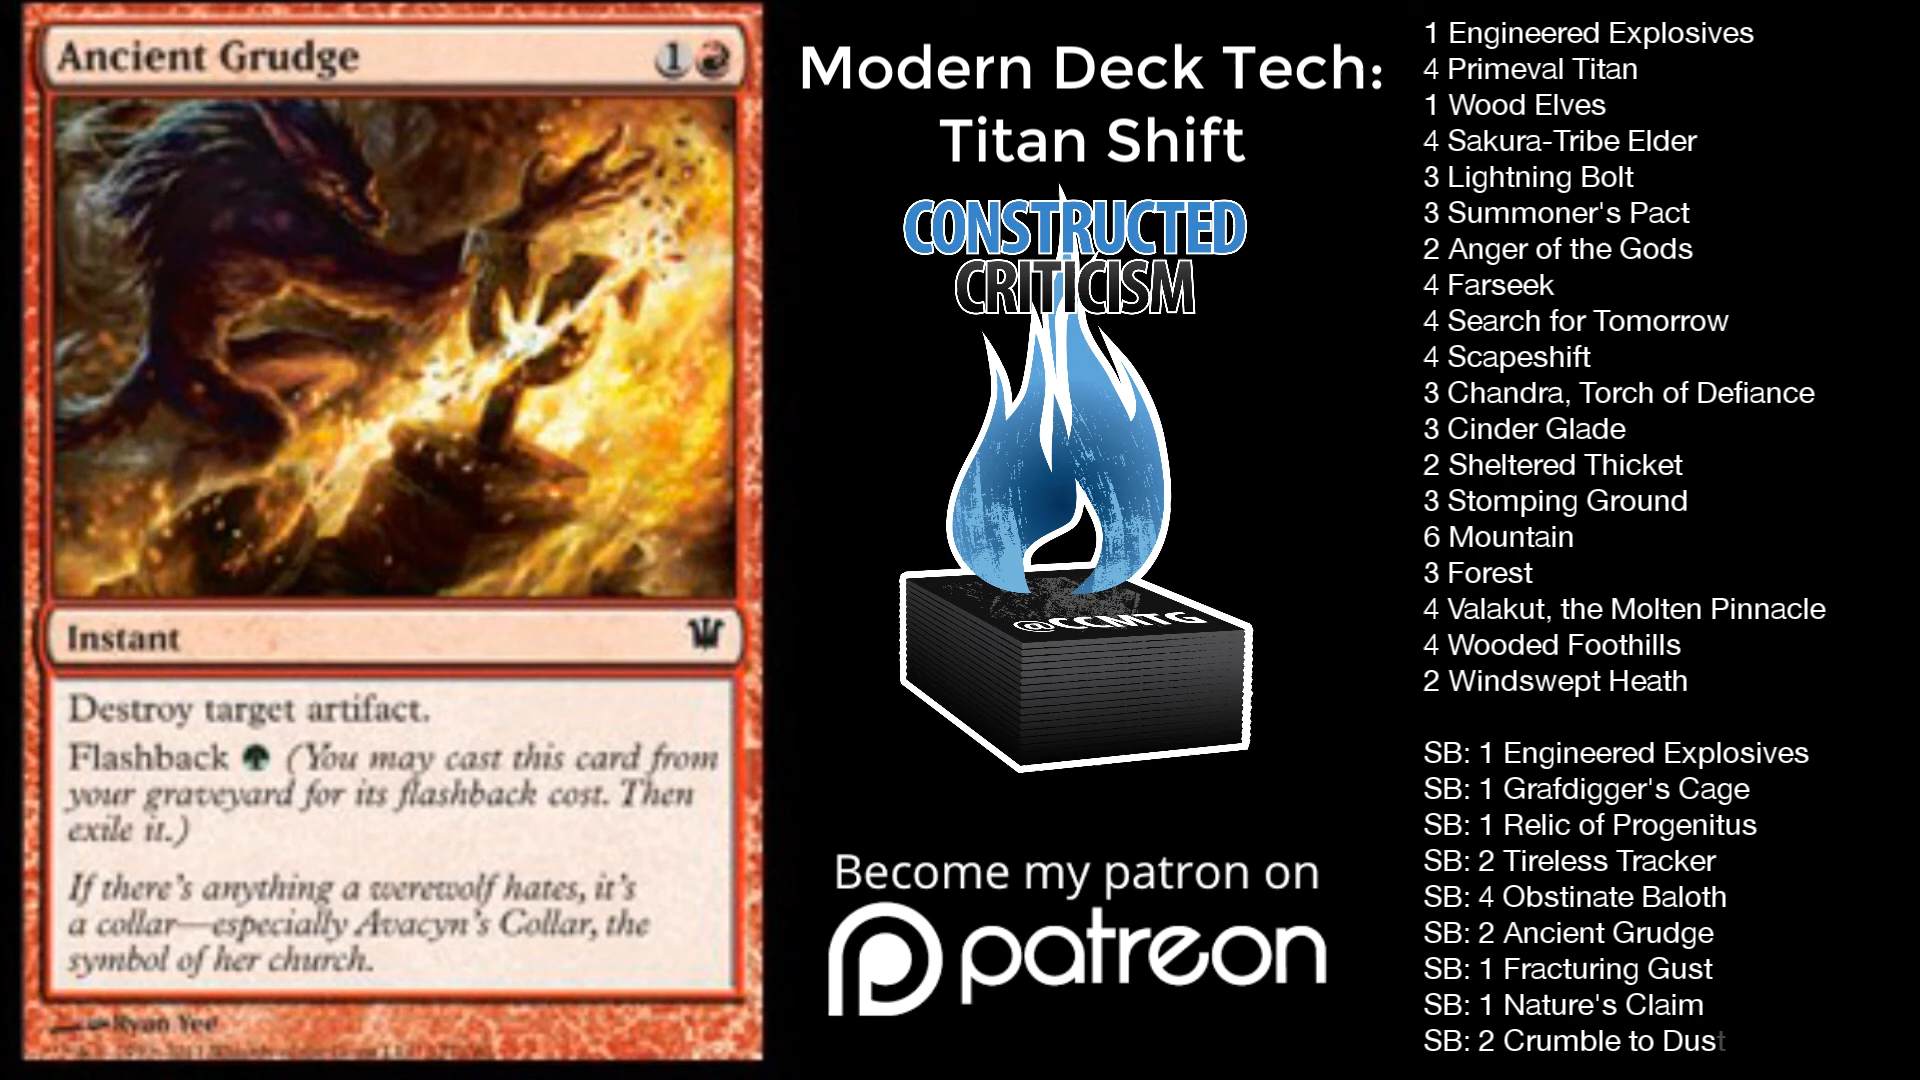 Ancient Grudge 1
Instant
Destroy target artifact.
Flashback (You may cast this card from
your graveyard for its flashback cost. Then
exile it.)
If there's anything a werewolf hates, it's
a collar—especially Avacyn's Collar, the
symbol of her church.
Ryan Yee
Modern Deck Tech:
Titan Shift
CONSTRUCTED
CRITICISM
@CCMTG
Become my patron on
patreon
1 Engineered Explosives
4 Primeval Titan
1 Wood Elves
4 Sakura-Tribe Elder
3 Lightning Bolt
3 Summoner's Pact
2 Anger of the Gods
4 Farseek
4 Search for Tomorrow
4 Scapeshift
3 Chandra, Torch of Defiance
3 Cinder Glade
2 Sheltered Thicket
3 Stomping Ground
6 Mountain
3 Forest
4 Valakut, the Molten Pinnacle
4 Wooded Foothills
2 Windswept Heath
SB: 1 Engineered Explosives
SB: 1 Grafdigger's Cage
SB: 1 Relic of Progenitus
SB: 2 Tireless Tracker
SB: 4 Obstinate Baloth
SB: 2 Ancient Grudge
SB: 1 Fracturing Gust
SB: 1 Nature's Claim
SB: 2 Crumble to Dust